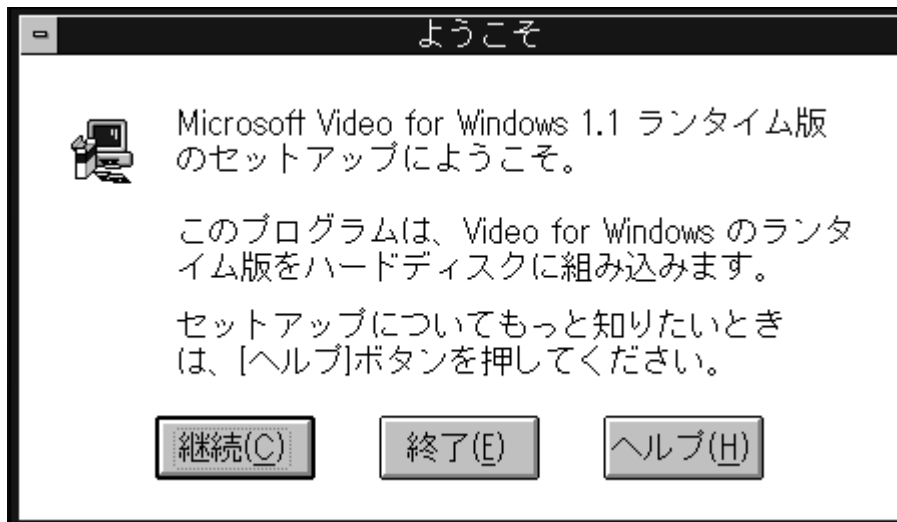 ようこそ
Microsoft Video for Windows 1.1 ランタイム版
のセットアップにようこそ。
このプログラムは、Video for Windows のランタ
イム版をハードディスクに組み込みます。
セットアップについてもっと知りたいとき
は、[ヘルプ]ボタンを押してください。
継続(C) 終了(E) ヘルプ(H)